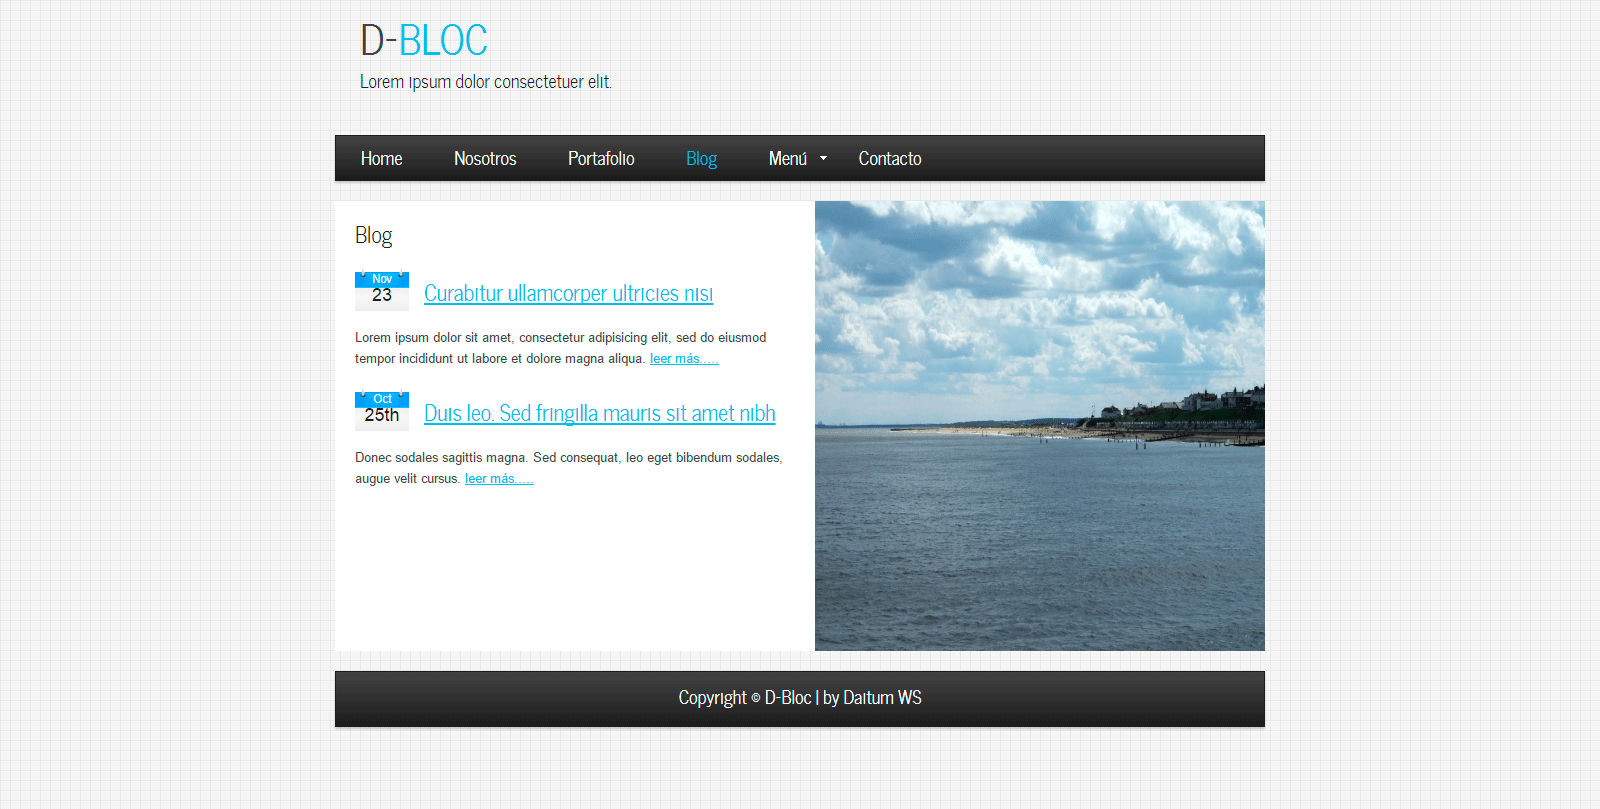 D-BLOC
Lorem ipsum dolor consectetuer elit.
Home Nosotros Portafolio Blog Menú Contacto
Blog
Nov
23
Curabitur ullamcorper ultricies nisi
Lorem ipsum dolor sit amet, consectetur adipisicing elit, sed do eiusmod
tempor incididunt ut labore et dolore magna aliqua. leer más.....
Oct
25th
Duis leo. Sed fringilla mauris sit amet nibh.
Donec sodales sagittis magna. Sed consequat, leo eget bibendum sodales,
augue velit cursus. leer más.....
Copyright © D-Bloc | by Daitum WS